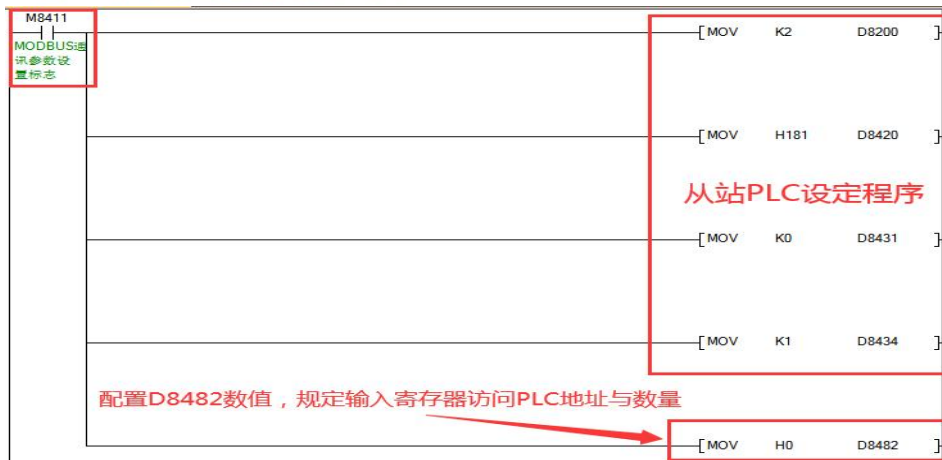 M8411
MODBUS通
讯参数设
置标志
MOV K2 D8200
MOV H181 D8420
从站PLC设定程序
MOV K0 D8431
MOV K1 D8434
配置D8482数值，规定输入寄存器访问PLC地址与数量
MOV H0 D8482